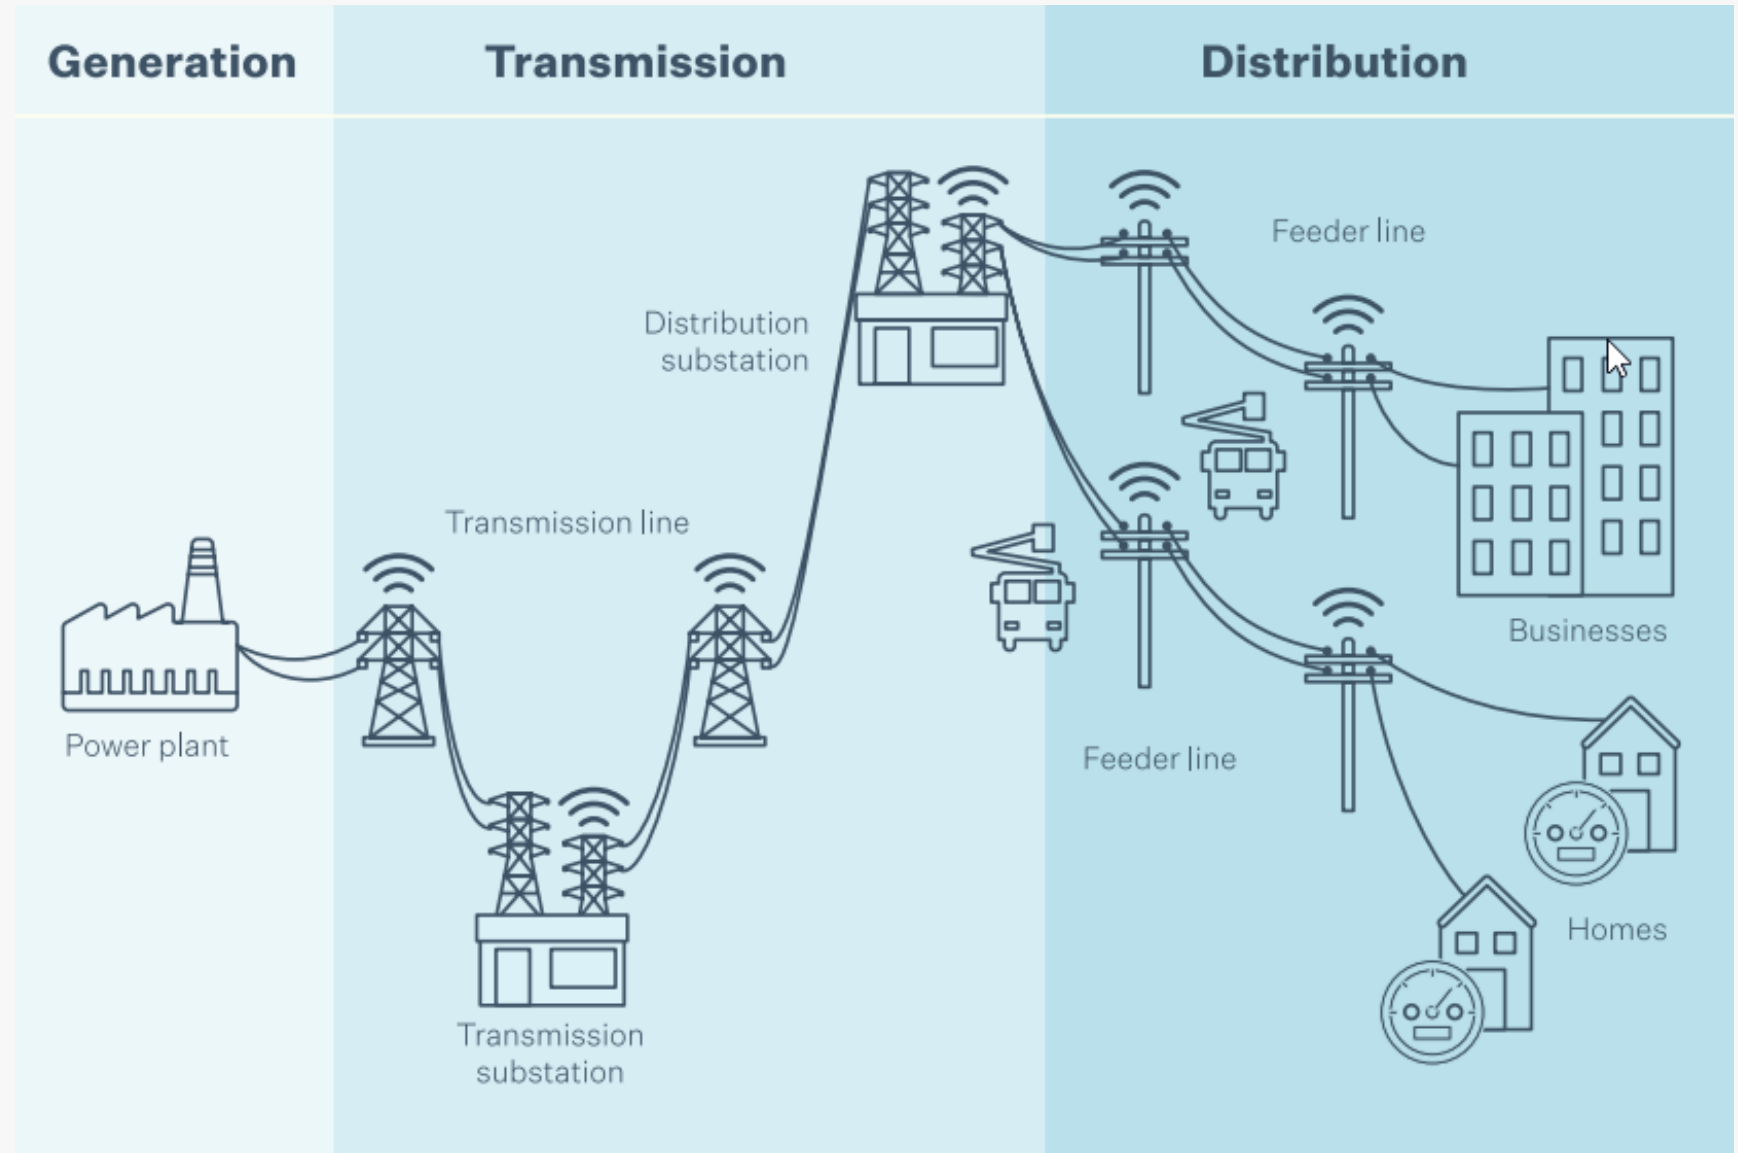 Generation
Transmission
Distribution
Feeder line
Distribution
substation
Transmission line
Businesses
Power plant
Feeder line
Homes
Transmission
substation